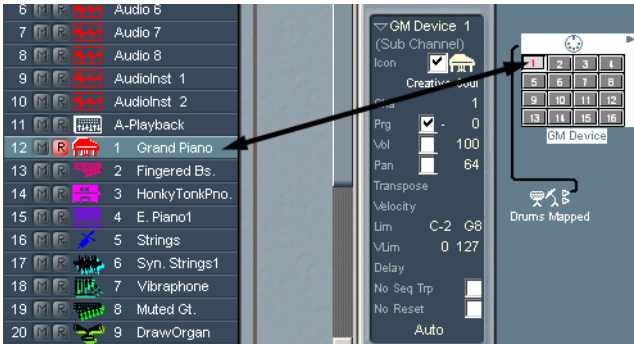 6 M R Audio 6
7 M R Audio 7
8 M R Audio 8
9 M R AudioInst 1
10 M R AudioInst 2
11 M R A-Playback
12 M R 1 Grand Piano
13 M R 2 Fingered Bs.
14 M R 3 HonkyTonkPno.
15 M R 4 E. Piano1
16 M R 5 Strings
17 M R 6 Syn. Strings1
18 M R 7 Vibraphone
19 M R 8 Muted Gt.
20 M R 9 DrawOrgan
GM Device 1
(Sub Channel)
Icon
Cha 1
Prg - 0
Vol 100
Pan 64
Transpose
Velocity
Lim C-2 G8
VLim 0 127
Delay
No Seq Trp
No Reset
Auto
1 2 3 4
5 6 7 8
9 10 11 12
13 14 15 16
GM Device
Drums Mapped